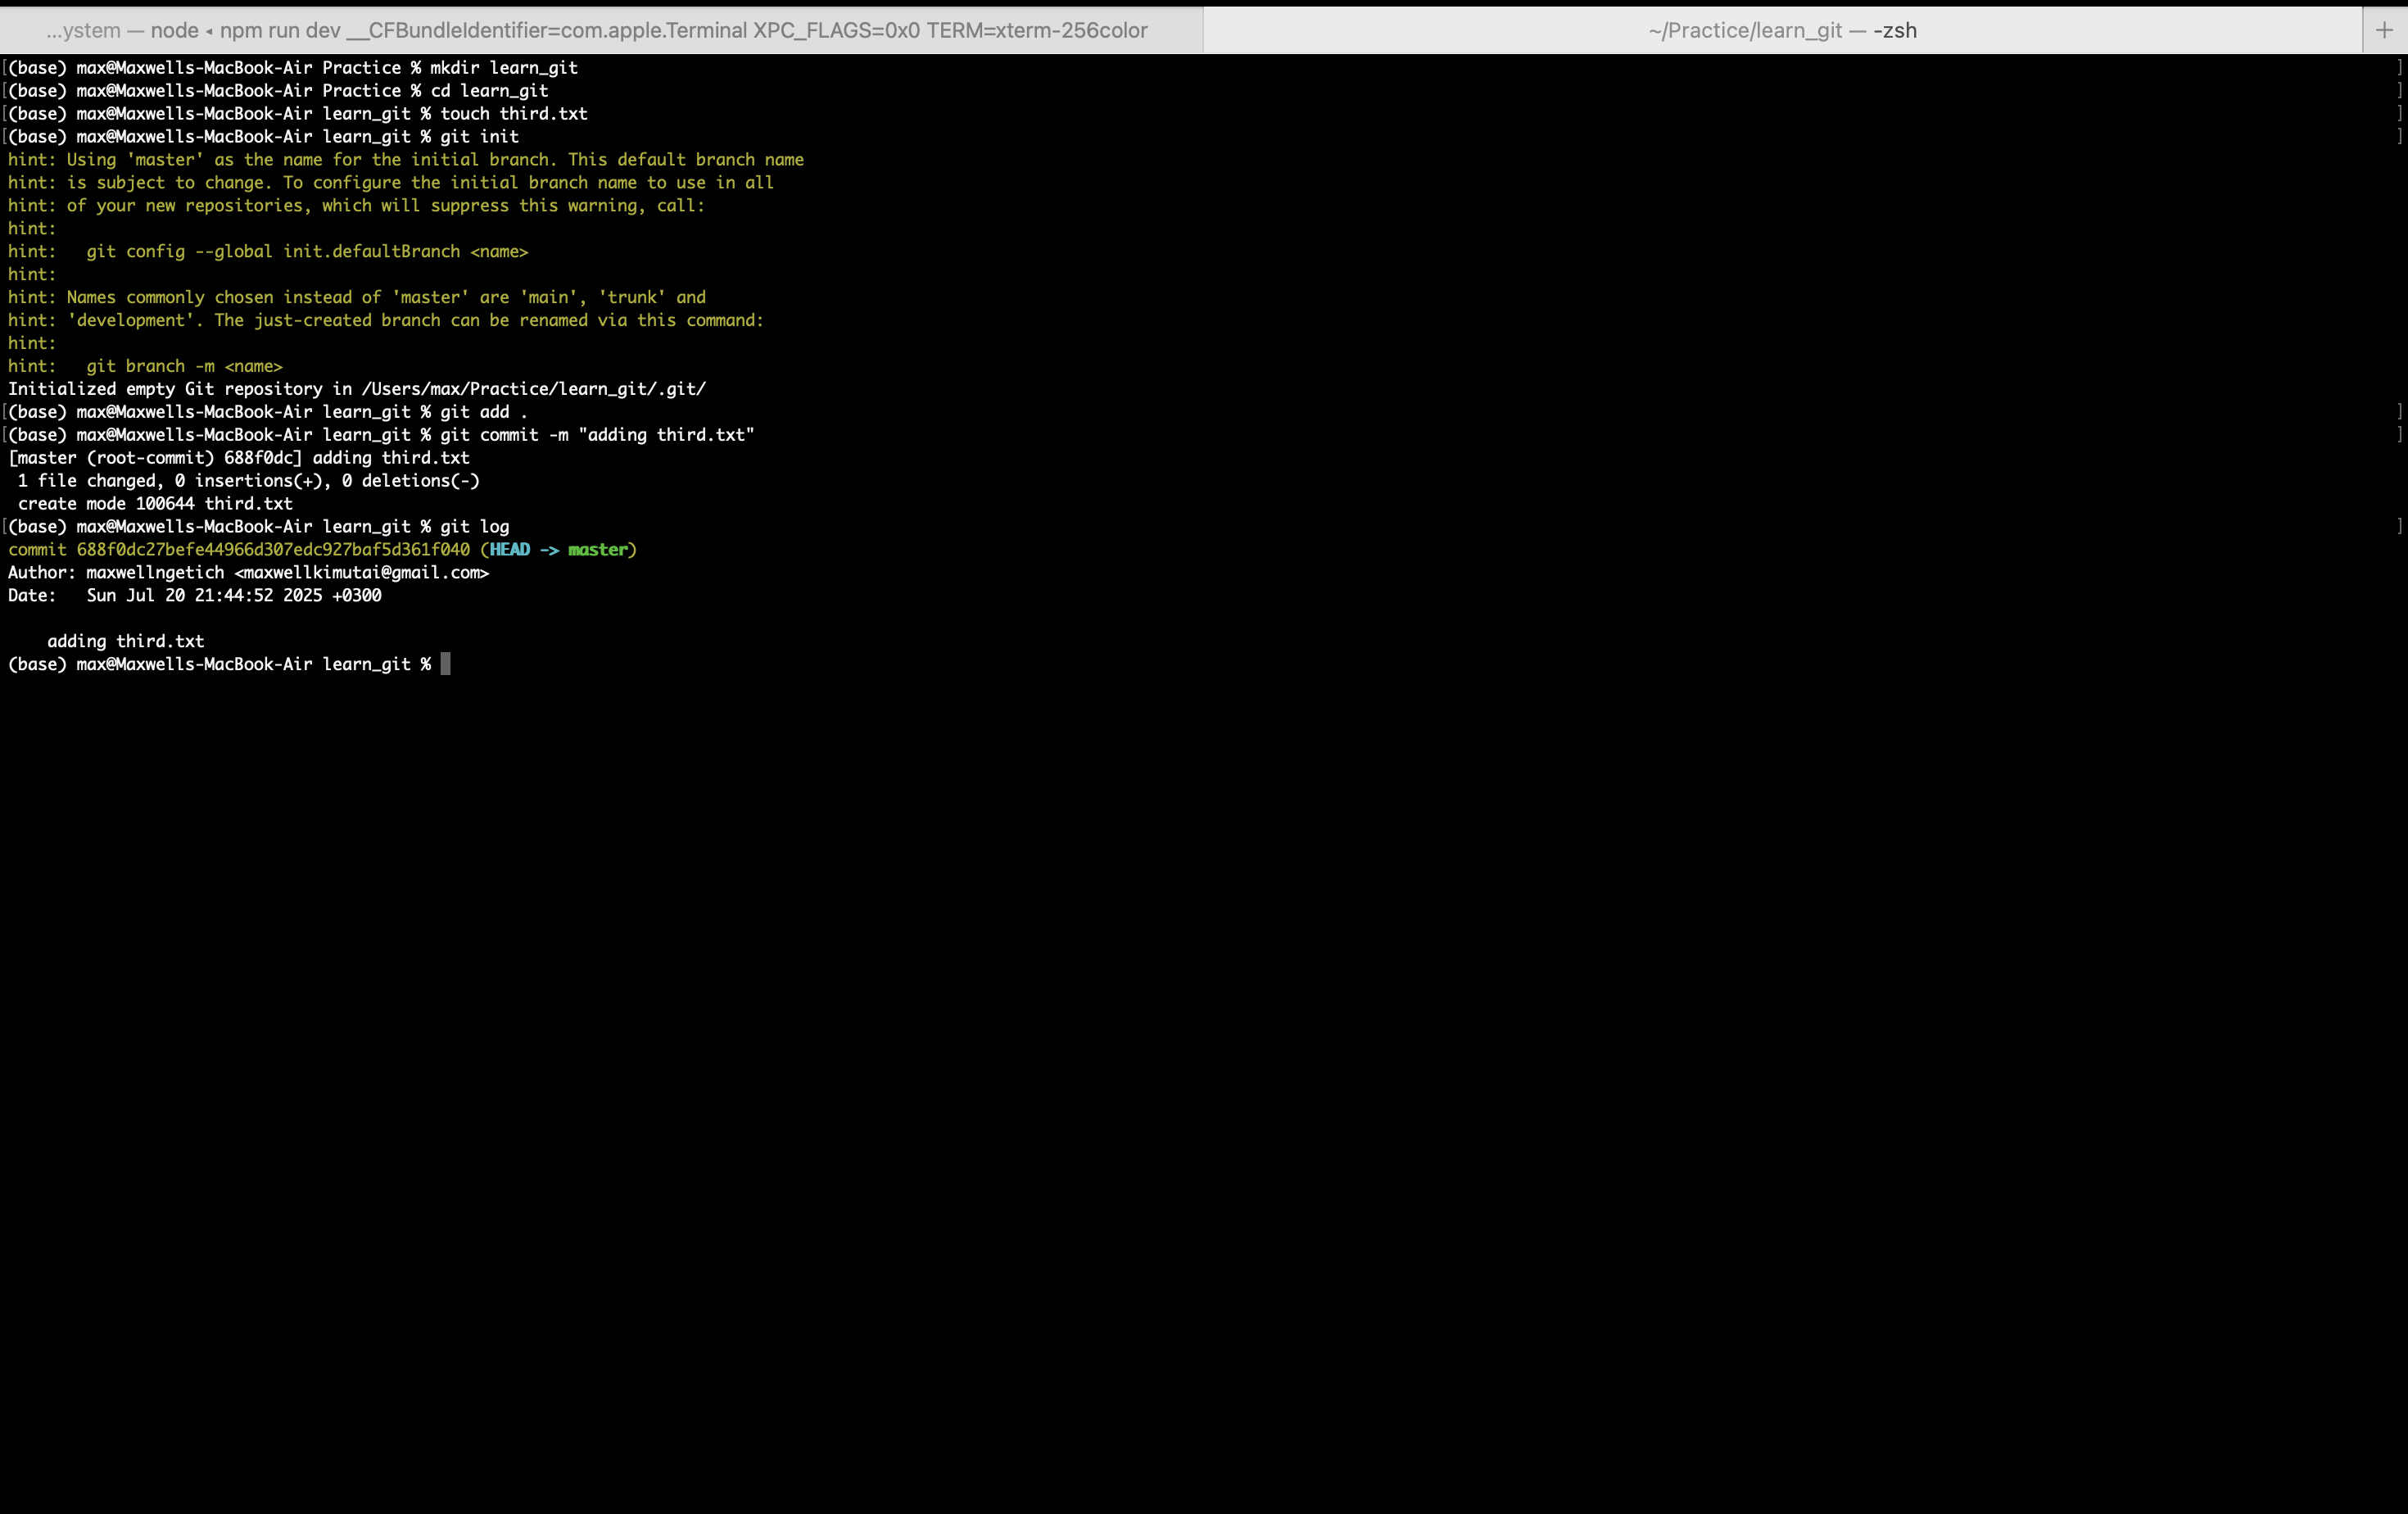 ...ystem — node ◂ npm run dev __CFBundleIdentifier=com.apple.Terminal XPC_FLAGS=0x0 TERM=xterm-256color
~/Practice/learn_git — -zsh
+
[(base) max@Maxwells-MacBook-Air Practice % mkdir learn_git ]
[(base) max@Maxwells-MacBook-Air Practice % cd learn_git ]
[(base) max@Maxwells-MacBook-Air learn_git % touch third.txt ]
[(base) max@Maxwells-MacBook-Air learn_git % git init ]
hint: Using 'master' as the name for the initial branch. This default branch name
hint: is subject to change. To configure the initial branch name to use in all
hint: of your new repositories, which will suppress this warning, call:
hint:
hint:   git config --global init.defaultBranch <name>
hint:
hint: Names commonly chosen instead of 'master' are 'main', 'trunk' and
hint: 'development'. The just-created branch can be renamed via this command:
hint:
hint:   git branch -m <name>
Initialized empty Git repository in /Users/max/Practice/learn_git/.git/
[(base) max@Maxwells-MacBook-Air learn_git % git add . ]
[(base) max@Maxwells-MacBook-Air learn_git % git commit -m "adding third.txt" ]
[master (root-commit) 688f0dc] adding third.txt
 1 file changed, 0 insertions(+), 0 deletions(-)
 create mode 100644 third.txt
[(base) max@Maxwells-MacBook-Air learn_git % git log ]
commit 688f0dc27befe44966d307edc927baf5d361f040 (HEAD -> master)
Author: maxwellngetich <maxwellkimutai@gmail.com>
Date:   Sun Jul 20 21:44:52 2025 +0300
    adding third.txt
(base) max@Maxwells-MacBook-Air learn_git %